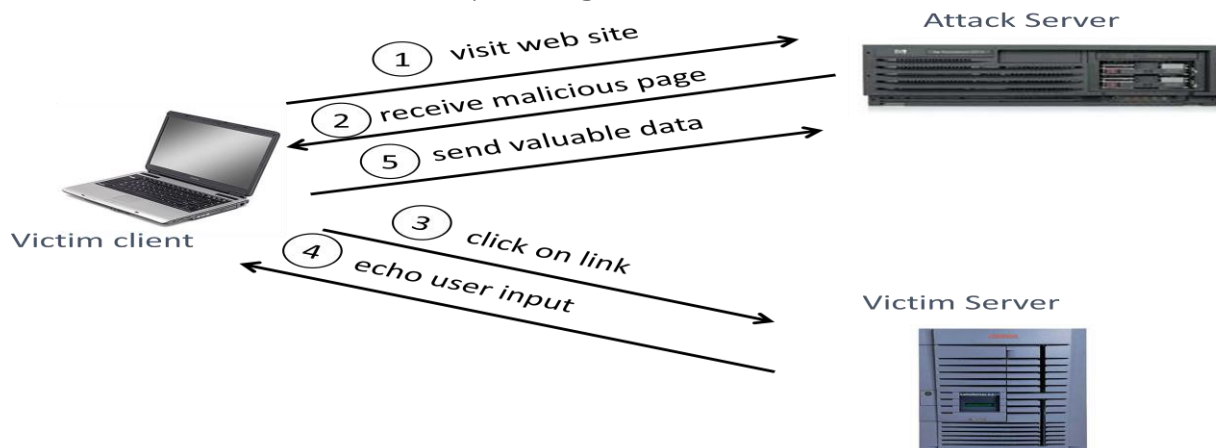 Attack Server
1 visit web site
2 receive malicious page
5 send valuable data
Victim client
3 click on link
4 echo user input
Victim Server